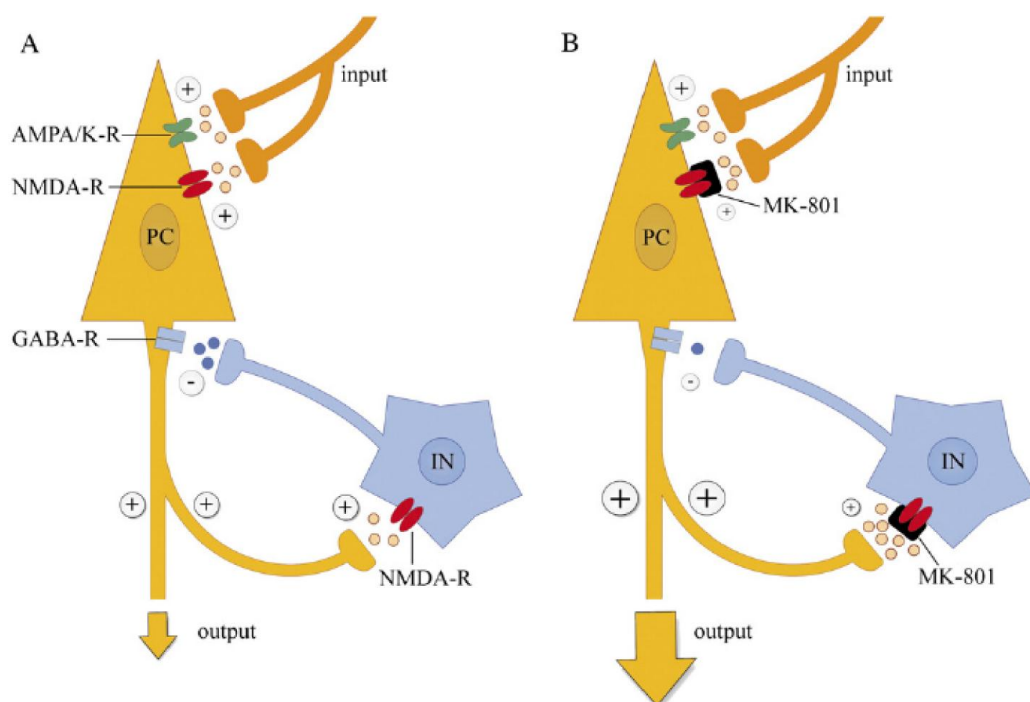 A
input
+
AMPA/K-R
NMDA-R
+
PC
GABA-R
-
IN
+
+
+
NMDA-R
output
B
input
+
MK-801
+
PC
-
IN
+
+
+
MK-801
output